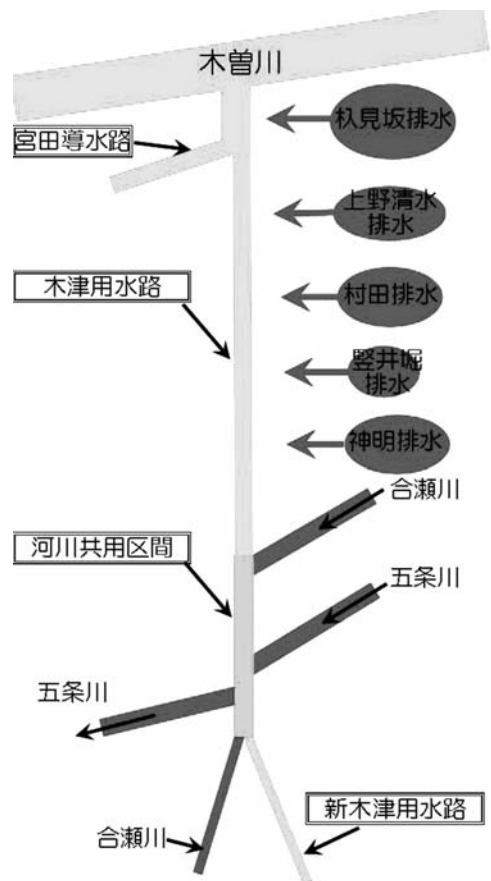 木曽川
杁見坂排水
宮田導水路
上野清水
排水
木津用水路
村田排水
竪井堀
排水
神明排水
合瀬川
河川共用区間
五条川
五条川
新木津用水路
合瀬川